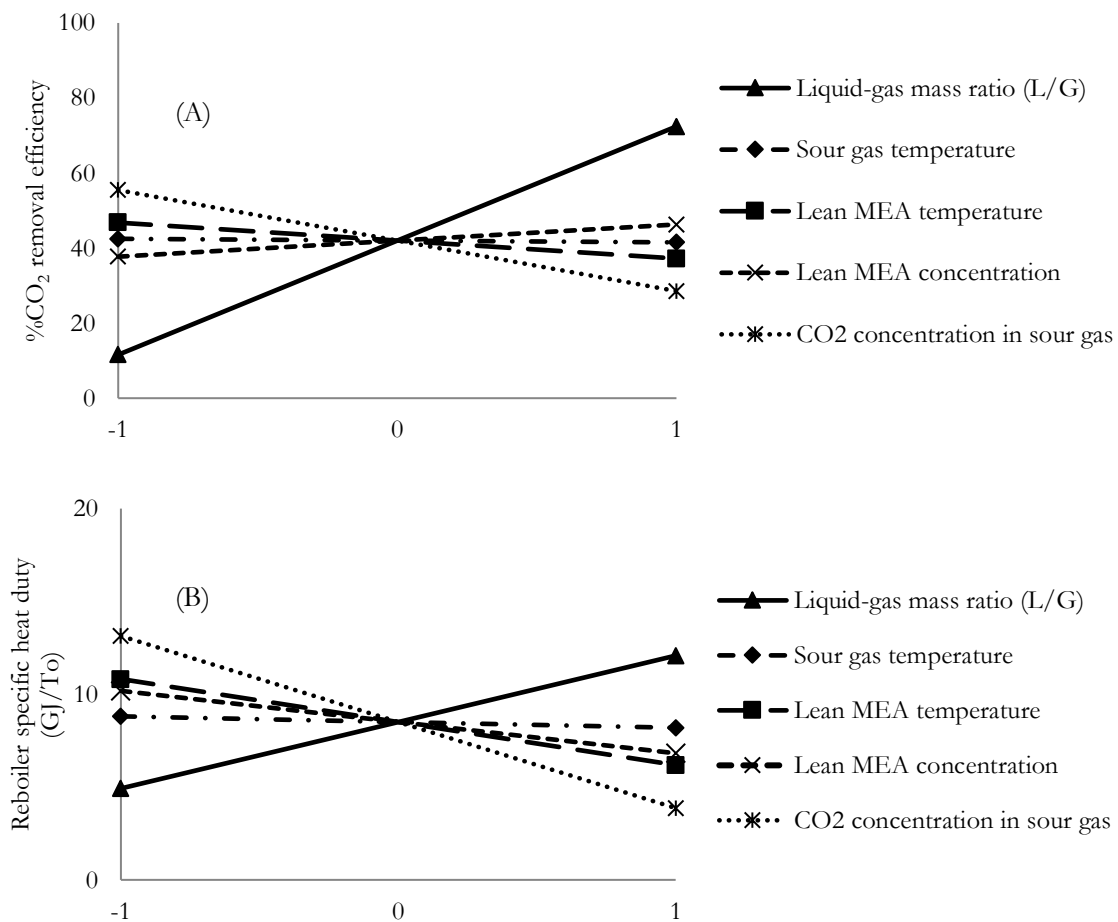 100
80
60
40
20
0
%CO₂ removal efficiency
(A)
-1
0
1
Liquid-gas mass ratio (L/G)
Sour gas temperature
Lean MEA temperature
Lean MEA concentration
CO2 concentration in sour gas
20
10
0
Reboiler specific heat duty
(GJ/To)
(B)
-1
0
1
Liquid-gas mass ratio (L/G)
Sour gas temperature
Lean MEA temperature
Lean MEA concentration
CO2 concentration in sour gas